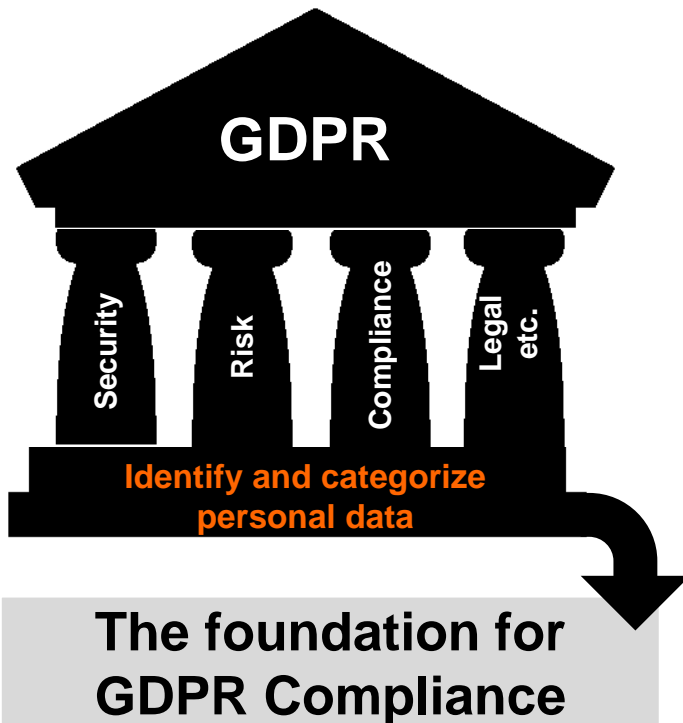 GDPR
Security
Risk
Compliance
Legal
etc.
Identify and categorize
personal data
The foundation for
GDPR Compliance